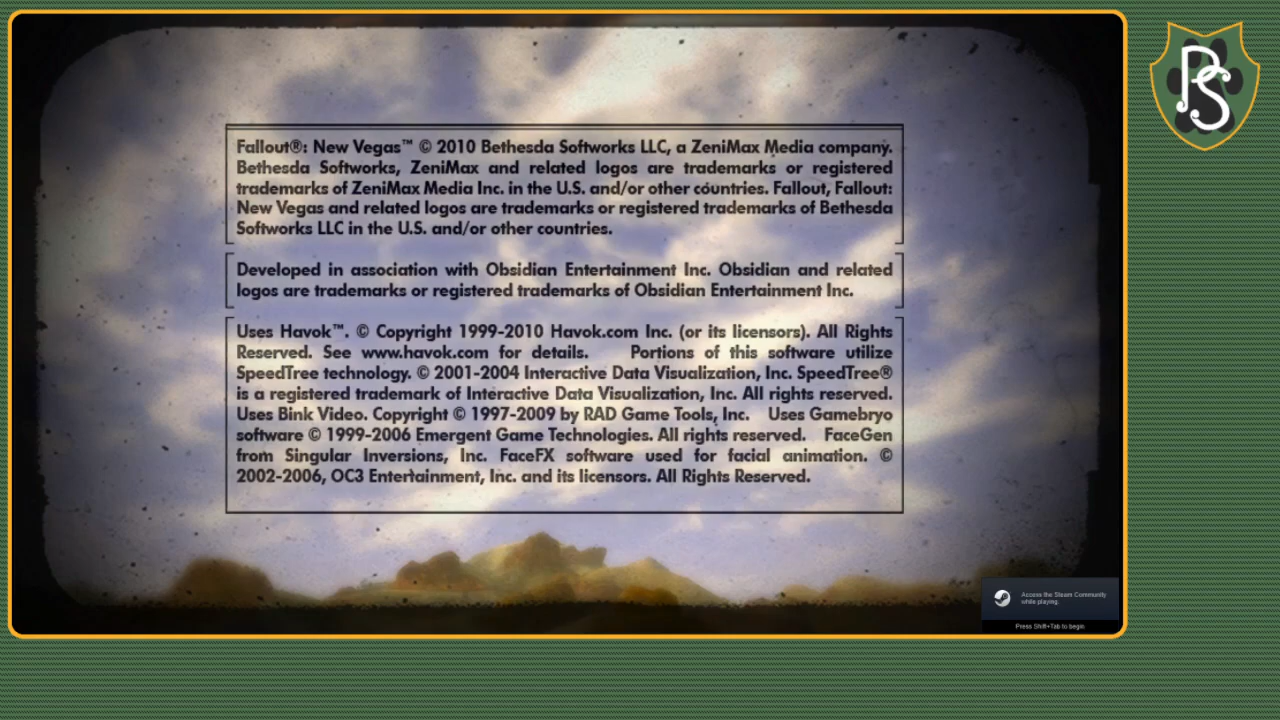 PS
Fallout®: New Vegas™ © 2010 Bethesda Softworks LLC, a ZeniMax Media company.
Bethesda Softworks, ZeniMax and related logos are trademarks or registered
trademarks of ZeniMax Media Inc. in the U.S. and/or other countries. Fallout, Fallout:
New Vegas and related logos are trademarks or registered trademarks of Bethesda
Softworks LLC in the U.S. and/or other countries.
Developed in association with Obsidian Entertainment Inc. Obsidian and related
logos are trademarks or registered trademarks of Obsidian Entertainment Inc.
Uses Havok™. © Copyright 1999-2010 Havok.com Inc. (or its licensors). All Rights
Reserved. See www.havok.com for details. Portions of this software utilize
SpeedTree technology. © 2001-2004 Interactive Data Visualization, Inc. SpeedTree®
is a registered trademark of Interactive Data Visualization, Inc. All rights reserved.
Uses Bink Video. Copyright © 1997-2009 by RAD Game Tools, Inc. Uses Gamebryo
software © 1999-2006 Emergent Game Technologies. All rights reserved. FaceGen
from Singular Inversions, Inc. FaceFX software used for facial animation. ©
2002-2006, OC3 Entertainment, Inc. and its licensors. All Rights Reserved.
Access the Steam Community
while playing.
Press Shift+Tab to begin